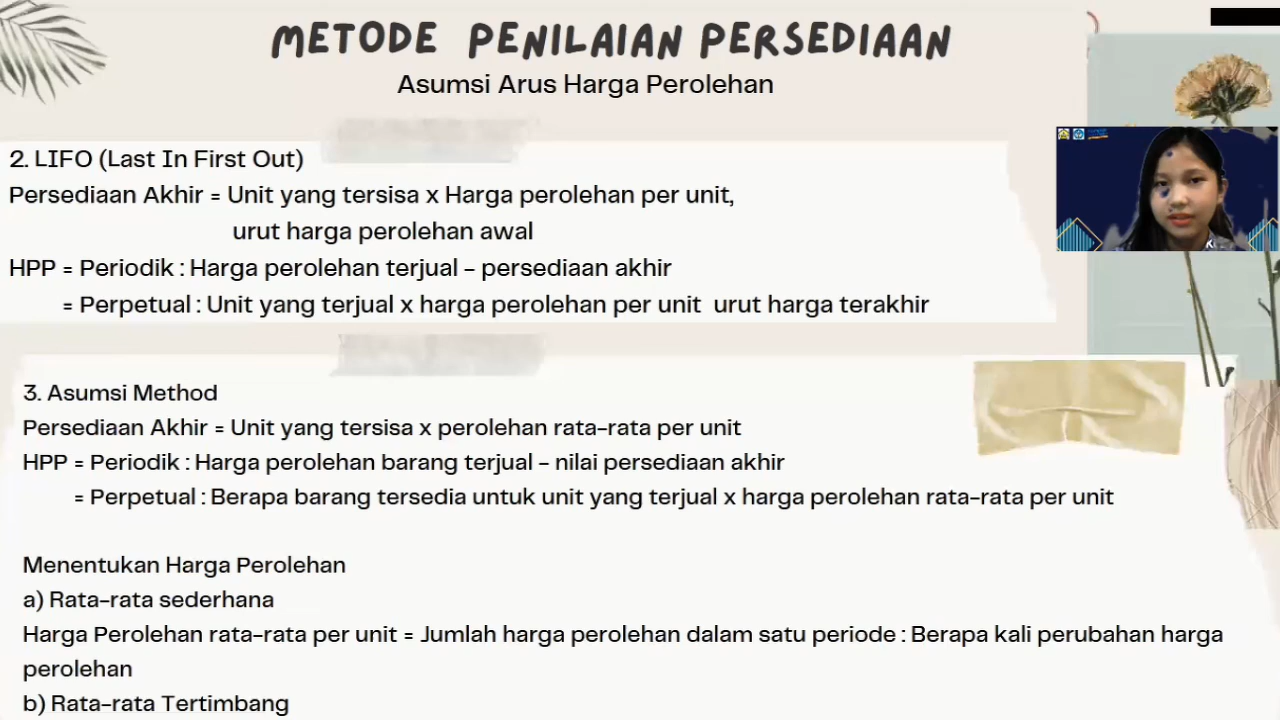 METODE PENILAIAN PERSEDIAAN
Asumsi Arus Harga Perolehan
2. LIFO (Last In First Out)
Persediaan Akhir = Unit yang tersisa x Harga perolehan per unit,
urut harga perolehan awal
HPP = Periodik : Harga perolehan terjual - persediaan akhir
= Perpetual : Unit yang terjual x harga perolehan per unit urut harga terakhir
3. Asumsi Method
Persediaan Akhir = Unit yang tersisa x perolehan rata-rata per unit
HPP = Periodik : Harga perolehan barang terjual - nilai persediaan akhir
= Perpetual : Berapa barang tersedia untuk unit yang terjual x harga perolehan rata-rata per unit
Menentukan Harga Perolehan
a) Rata-rata sederhana
Harga Perolehan rata-rata per unit = Jumlah harga perolehan dalam satu periode : Berapa kali perubahan harga
perolehan
b) Rata-rata Tertimbang